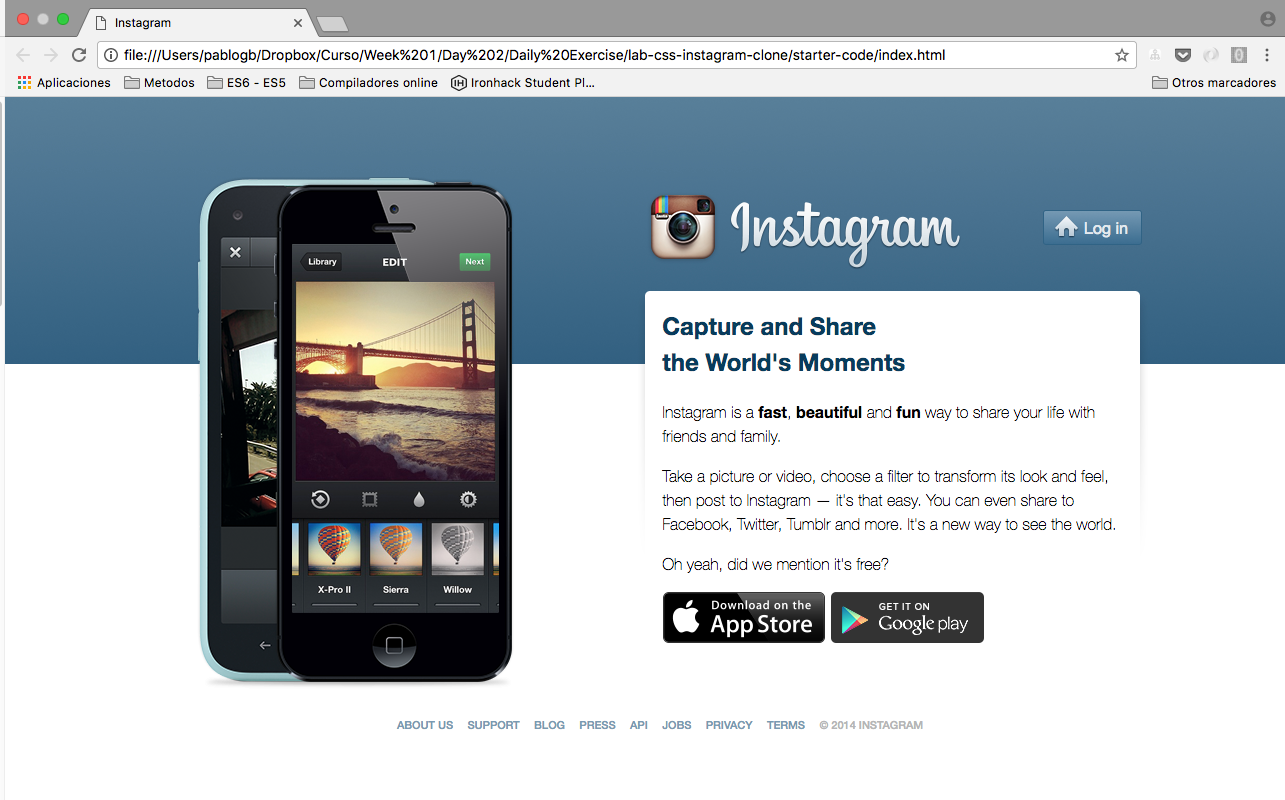 Instagram
file:///Users/pablogb/Dropbox/Curso/Week%201/Day%202/Daily%20Exercise/lab-css-instagram-clone/starter-code/index.html
Aplicaciones Metodos ES6 - ES5 Compiladores online Ironhack Student Pl... Otros marcadores
Instagram
Log in
Library EDIT Next
X-Pro II Sierra Willow
Capture and Share
the World's Moments
Instagram is a fast, beautiful and fun way to share your life with
friends and family.
Take a picture or video, choose a filter to transform its look and feel,
then post to Instagram — it's that easy. You can even share to
Facebook, Twitter, Tumblr and more. It's a new way to see the world.
Oh yeah, did we mention it's free?
Download on the
App Store
GET IT ON
Google play
ABOUT US SUPPORT BLOG PRESS API JOBS PRIVACY TERMS © 2014 INSTAGRAM